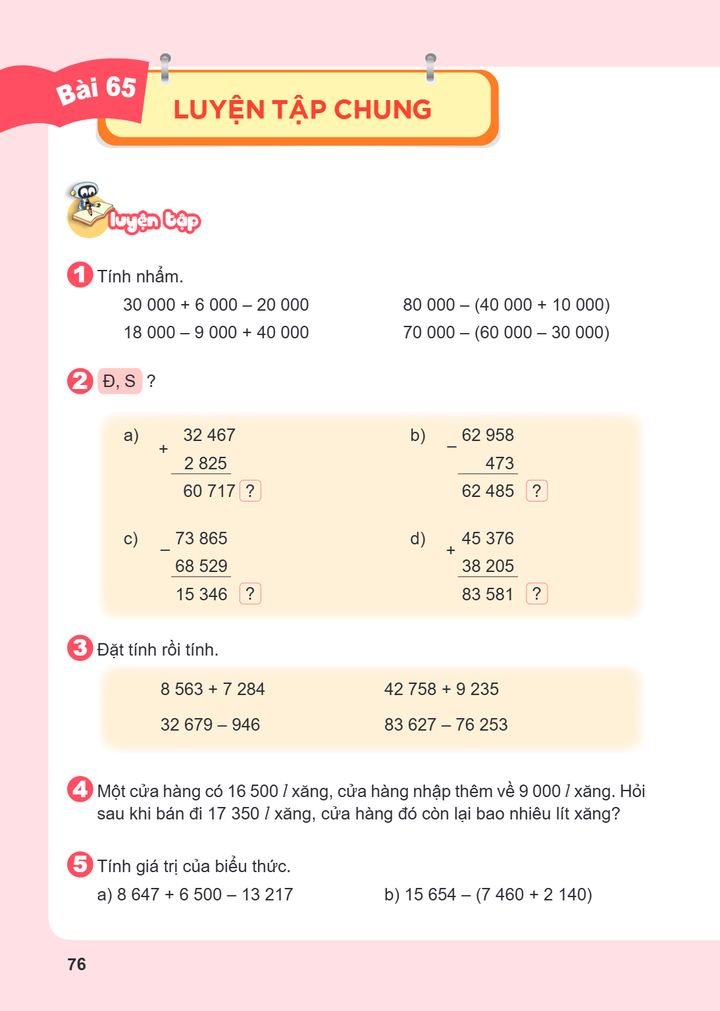 Bài 65
LUYỆN TẬP CHUNG
luyện tập
1 Tính nhẩm.
30 000 + 6 000 – 20 000 80 000 – (40 000 + 10 000)
18 000 – 9 000 + 40 000 70 000 – (60 000 – 30 000)
2 Đ, S ?
a) 32 467 b) 62 958
+ –
2 825 473
60 717 ? 62 485 ?
c) 73 865 d) 45 376
– +
68 529 38 205
15 346 ? 83 581 ?
3 Đặt tính rồi tính.
8 563 + 7 284 42 758 + 9 235
32 679 – 946 83 627 – 76 253
4 Một cửa hàng có 16 500 l xăng, cửa hàng nhập thêm về 9 000 l xăng. Hỏi
sau khi bán đi 17 350 l xăng, cửa hàng đó còn lại bao nhiêu lít xăng?
5 Tính giá trị của biểu thức.
a) 8 647 + 6 500 – 13 217 b) 15 654 – (7 460 + 2 140)
76